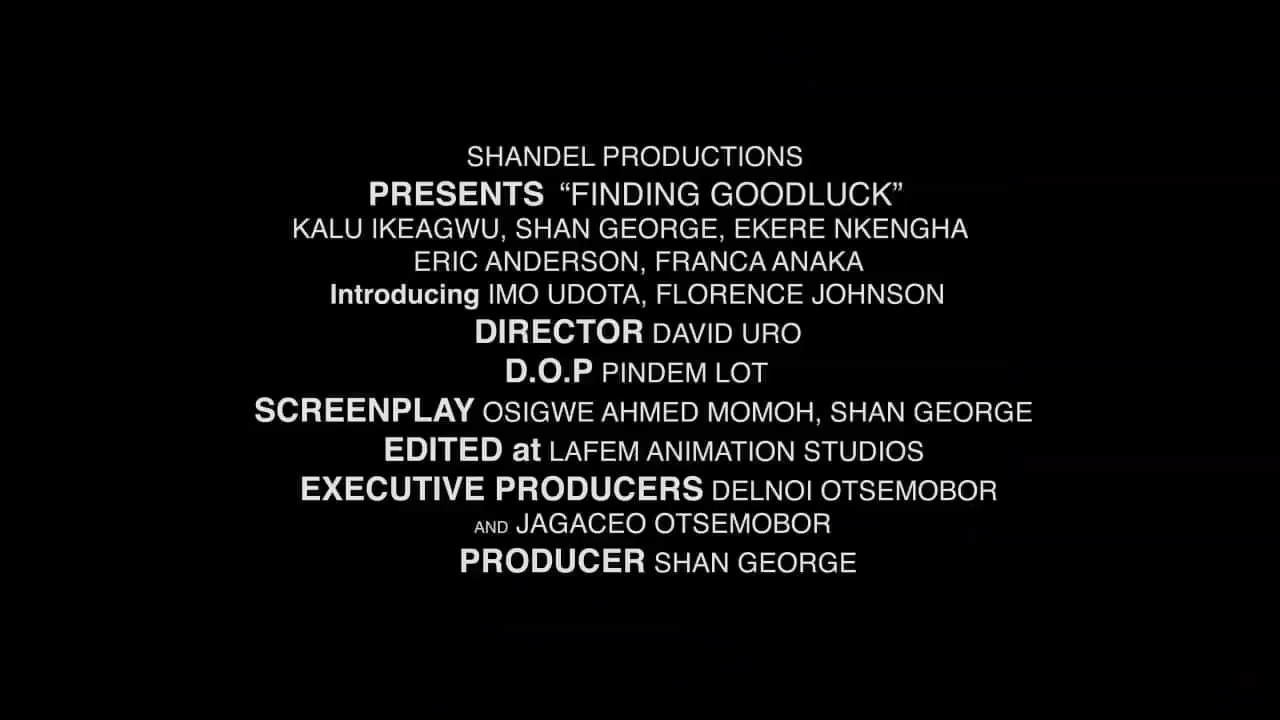 SHANDEL PRODUCTIONS
PRESENTS “FINDING GOODLUCK”
KALU IKEAGWU, SHAN GEORGE, EKERE NKENGHA
ERIC ANDERSON, FRANCA ANAKA
Introducing IMO UDOTA, FLORENCE JOHNSON
DIRECTOR DAVID URO
D.O.P PINDEM LOT
SCREENPLAY OSIGWE AHMED MOMOH, SHAN GEORGE
EDITED at LAFEM ANIMATION STUDIOS
EXECUTIVE PRODUCERS DELNOI OTSEMOBOR
AND JAGACEO OTSEMOBOR
PRODUCER SHAN GEORGE